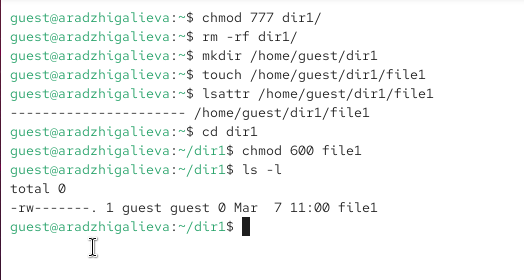 guest@aradzhigalieva:~$ chmod 777 dir1/
guest@aradzhigalieva:~$ rm -rf dir1/
guest@aradzhigalieva:~$ mkdir /home/guest/dir1
guest@aradzhigalieva:~$ touch /home/guest/dir1/file1
guest@aradzhigalieva:~$ lsattr /home/guest/dir1/file1
---------------------- /home/guest/dir1/file1
guest@aradzhigalieva:~$ cd dir1
guest@aradzhigalieva:~/dir1$ chmod 600 file1
guest@aradzhigalieva:~/dir1$ ls -l
total 0
-rw-------. 1 guest guest 0 Mar  7 11:00 file1
guest@aradzhigalieva:~/dir1$